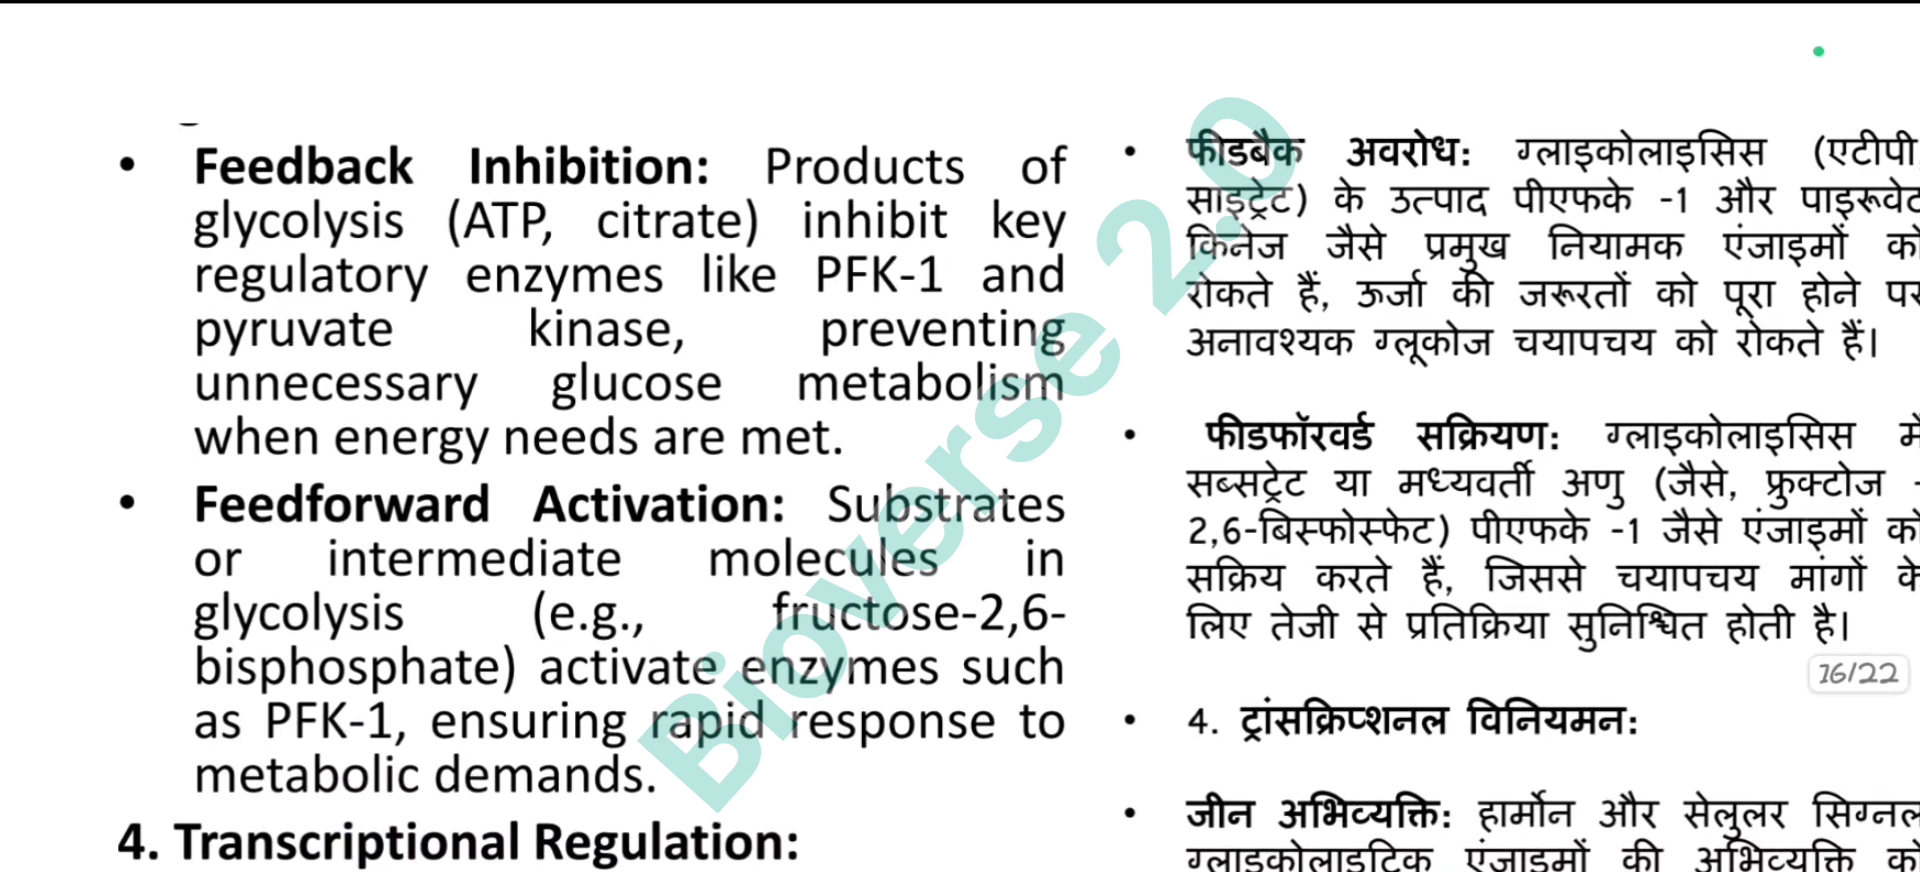 • Feedback Inhibition: Products of
glycolysis (ATP, citrate) inhibit key
regulatory enzymes like PFK-1 and
pyruvate kinase, preventing
unnecessary glucose metabolism
when energy needs are met.
• Feedforward Activation: Substrates
or intermediate molecules in
glycolysis (e.g., fructose-2,6-
bisphosphate) activate enzymes such
as PFK-1, ensuring rapid response to
metabolic demands.
4. Transcriptional Regulation:
• फीडबैक अवरोध: ग्लाइकोलाइसिस (एटीपी,
साइट्रेट) के उत्पाद पीएफके -1 और पाइरूवेट
किनेज जैसे प्रमुख नियामक एंजाइमों को
रोकते हैं, ऊर्जा की जरूरतों को पूरा होने पर
अनावश्यक ग्लूकोज चयापचय को रोकते हैं।
• फीडफॉरवर्ड सक्रियण: ग्लाइकोलाइसिस में
सब्सट्रेट या मध्यवर्ती अणु (जैसे, फ्रुक्टोज -
2,6-बिस्फोस्फेट) पीएफके -1 जैसे एंजाइमों को
सक्रिय करते हैं, जिससे चयापचय मांगों के
लिए तेजी से प्रतिक्रिया सुनिश्चित होती है।
16/22
• 4. ट्रांसक्रिप्शनल विनियमन:
• जीन अभिव्यक्ति: हार्मोन और सेलुलर सिग्नल
ग्लाइकोलाइटिक एंजाइमों की अभिव्यक्ति को
Bioverse 2.0